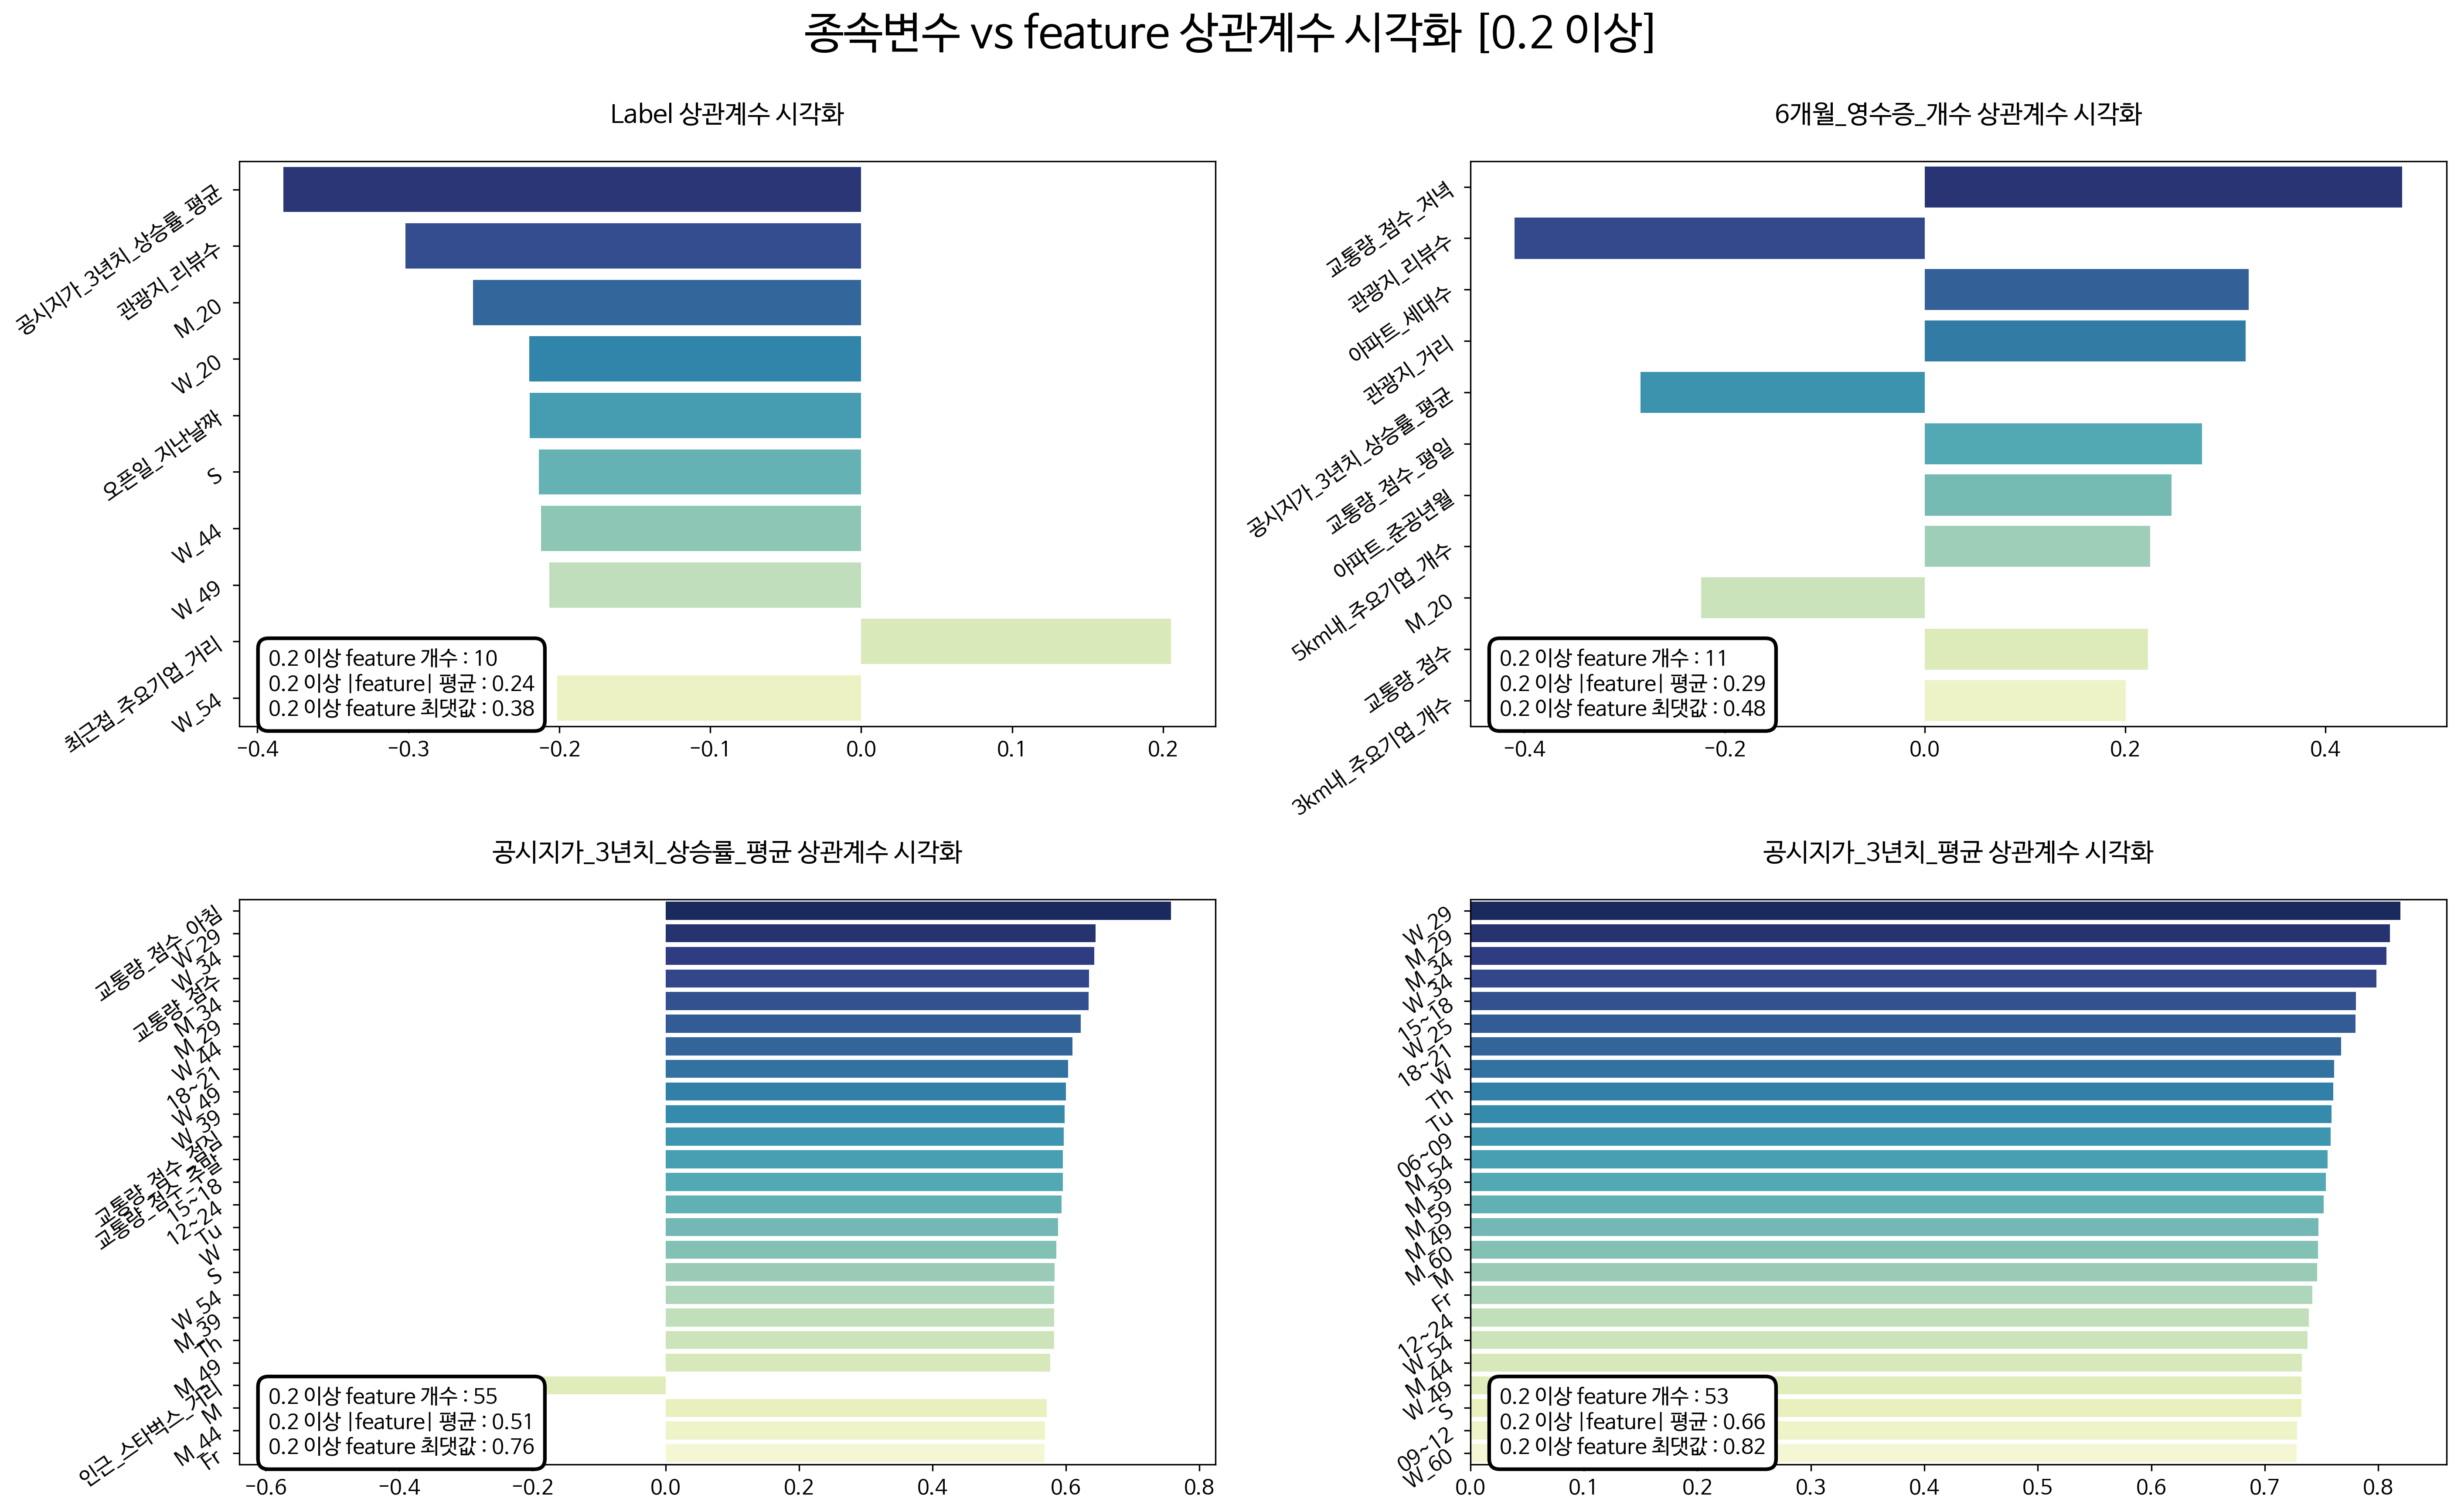 종속변수 vs feature 상관계수 시각화 [0.2 이상]
Label 상관계수 시각화
공시지가_3년치_상승률_평균
관광지_리뷰수
M_20
W_20
오픈일_지난날짜
S
W_44
W_49
최근접_주요기업_거리
W_54
0.2 이상 feature 개수 : 10
0.2 이상 |feature| 평균 : 0.24
0.2 이상 feature 최댓값 : 0.38
−0.4 −0.3 −0.2 −0.1 0.0 0.1 0.2
6개월_영수증_개수 상관계수 시각화
교통량_점수_저녁
관광지_리뷰수
아파트_세대수
관광지_거리
공시지가_3년치_상승률_평균
교통량_점수_평일
아파트_준공년월
5km내_주요기업_개수
M_20
교통량_점수
3km내_주요기업_개수
0.2 이상 feature 개수 : 11
0.2 이상 |feature| 평균 : 0.29
0.2 이상 feature 최댓값 : 0.48
−0.4 −0.2 0.0 0.2 0.4
공시지가_3년치_상승률_평균 상관계수 시각화
교통량_점수_아침
W_29
W_34
교통량_점수
M_34
M_29
W_44
18~21
W_49
W_39
교통량_점수_점심
교통량_점수_주말
15~18
12~24
Tu
W
S
W_54
M_39
Th
M_49
인근_스타벅스_거리
M
M_44
Fr
0.2 이상 feature 개수 : 55
0.2 이상 |feature| 평균 : 0.51
0.2 이상 feature 최댓값 : 0.76
−0.6 −0.4 −0.2 0.0 0.2 0.4 0.6 0.8
공시지가_3년치_평균 상관계수 시각화
W_29
M_29
M_34
W_34
15~18
W_25
18~21
W
Th
Tu
06~09
M_54
M_39
M_59
M_49
M_60
M
Fr
12~24
W_54
M_44
W_49
S
09~12
W_60
0.2 이상 feature 개수 : 53
0.2 이상 |feature| 평균 : 0.66
0.2 이상 feature 최댓값 : 0.82
0.0 0.1 0.2 0.3 0.4 0.5 0.6 0.7 0.8